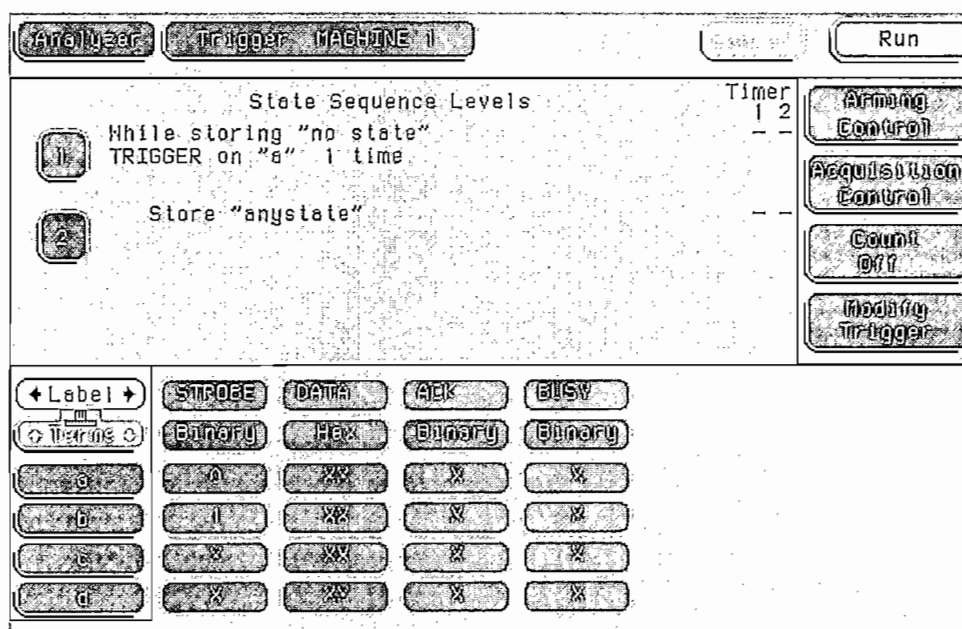 Analyzer Trigger MACHINE 1 Run
State Sequence Levels Timer
1 2
1 While storing "no state" - -
TRIGGER on "a" 1 time
2 Store "anystate" - -
Arming
Control
Acquisition
Control
Count
Off
Modify
Trigger
Label STROBE DATA ACK BUSY
Terms Binary Hex Binary Binary
a 0 XX X X
b 1 XX X X
c X XX X X
d X XX X X